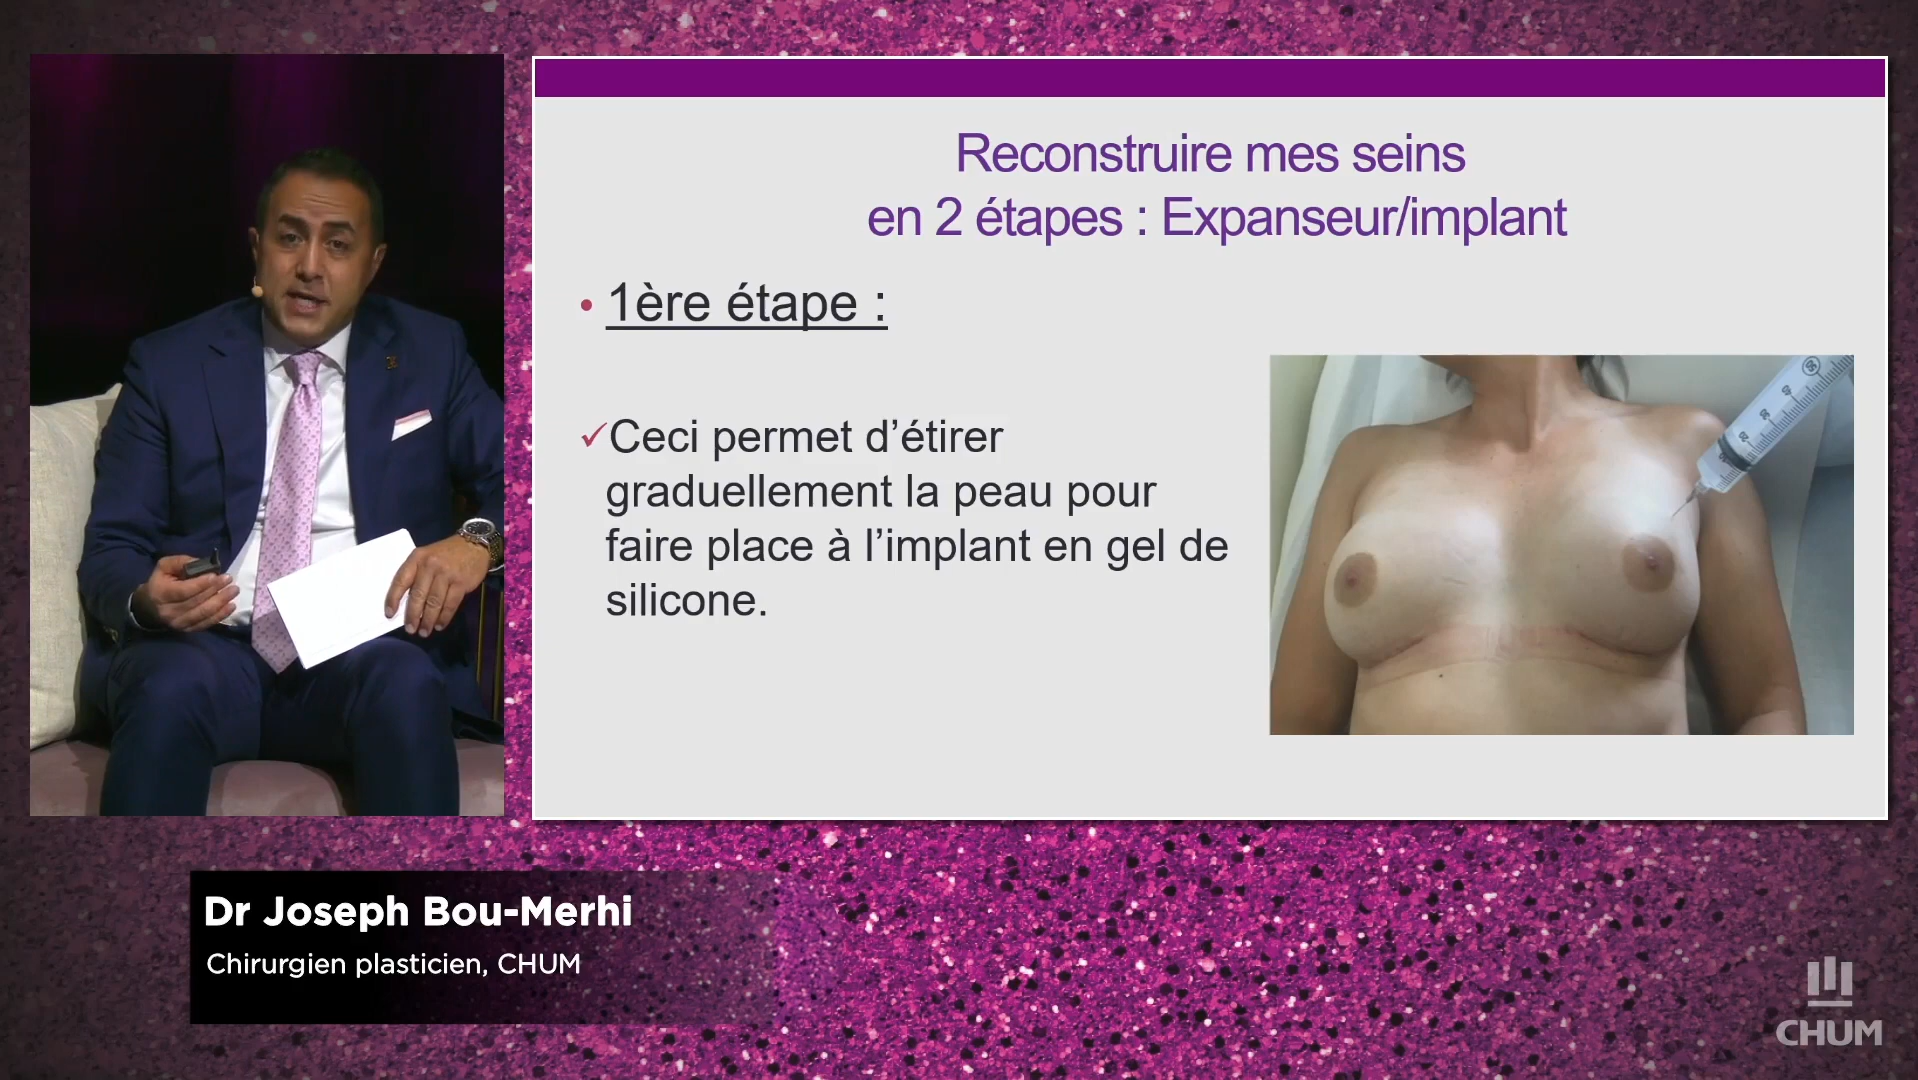 Reconstruire mes seins
en 2 étapes : Expanseur/implant
• 1ère étape :
✓Ceci permet d’étirer
graduellement la peau pour
faire place à l’implant en gel de
silicone.
Dr Joseph Bou-Merhi
Chirurgien plasticien, CHUM
CHUM